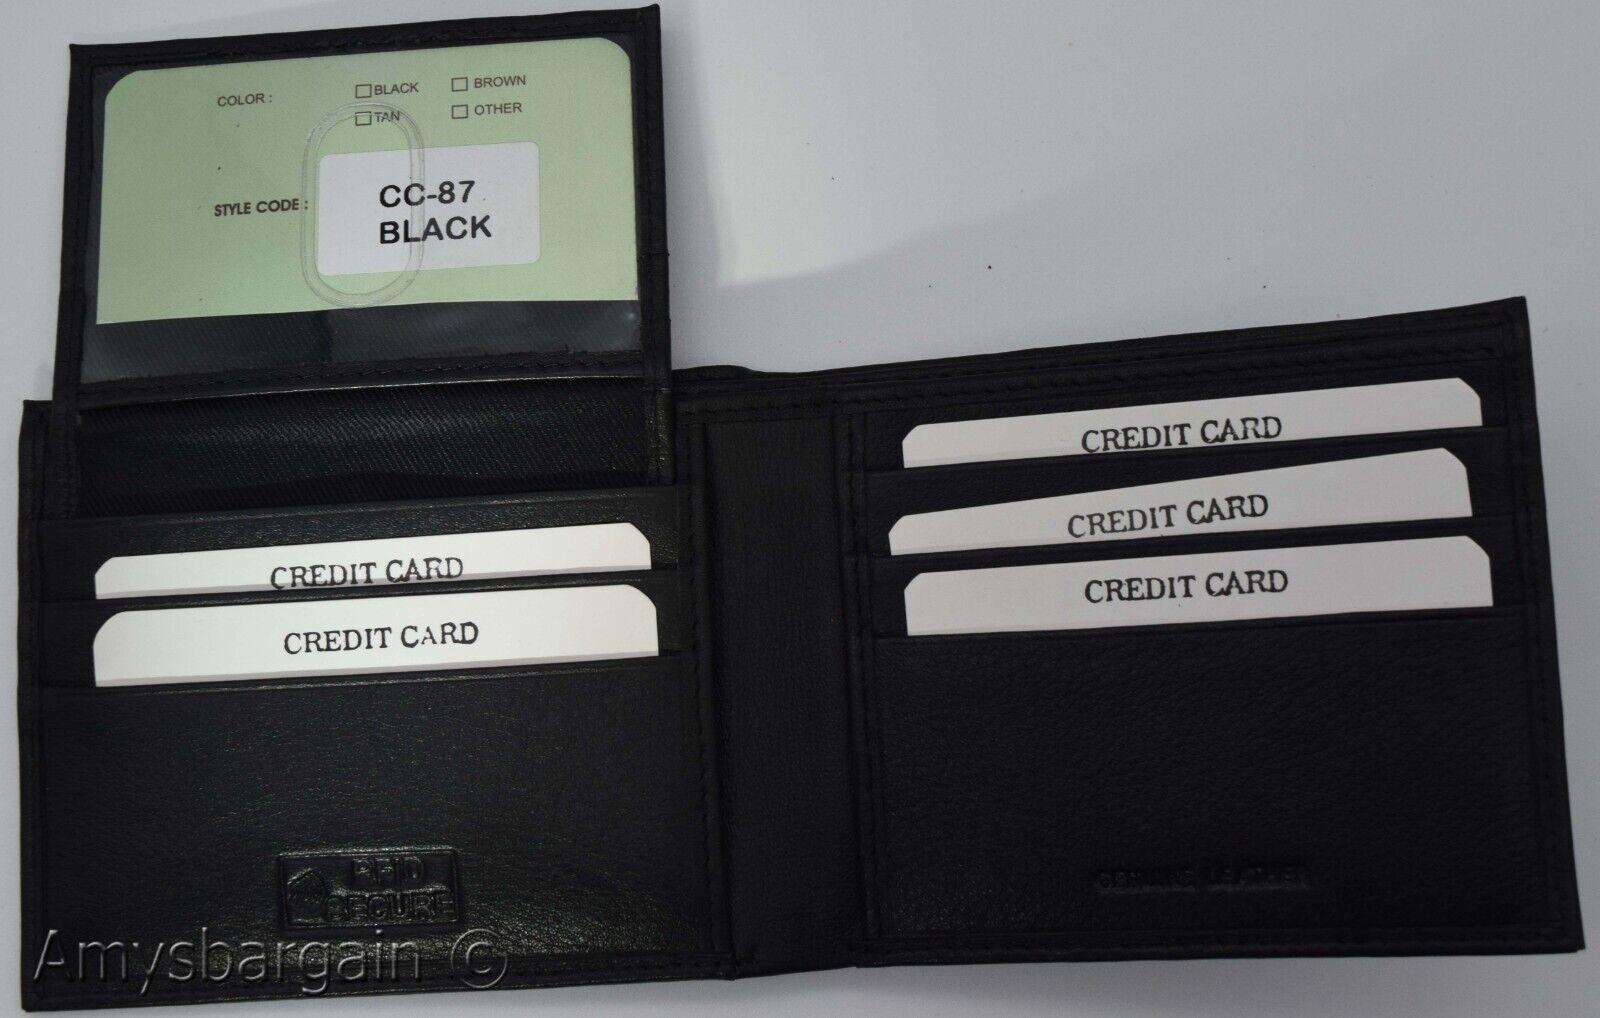 COLOR :
BLACK
BROWN
TAN
OTHER
STYLE CODE :
CC-87
BLACK
CREDIT CARD
CREDIT CARD
CREDIT CARD
CREDIT CARD
CREDIT CARD
RFID
SECURE
GENUINE LEATHER
Amysbargain ©